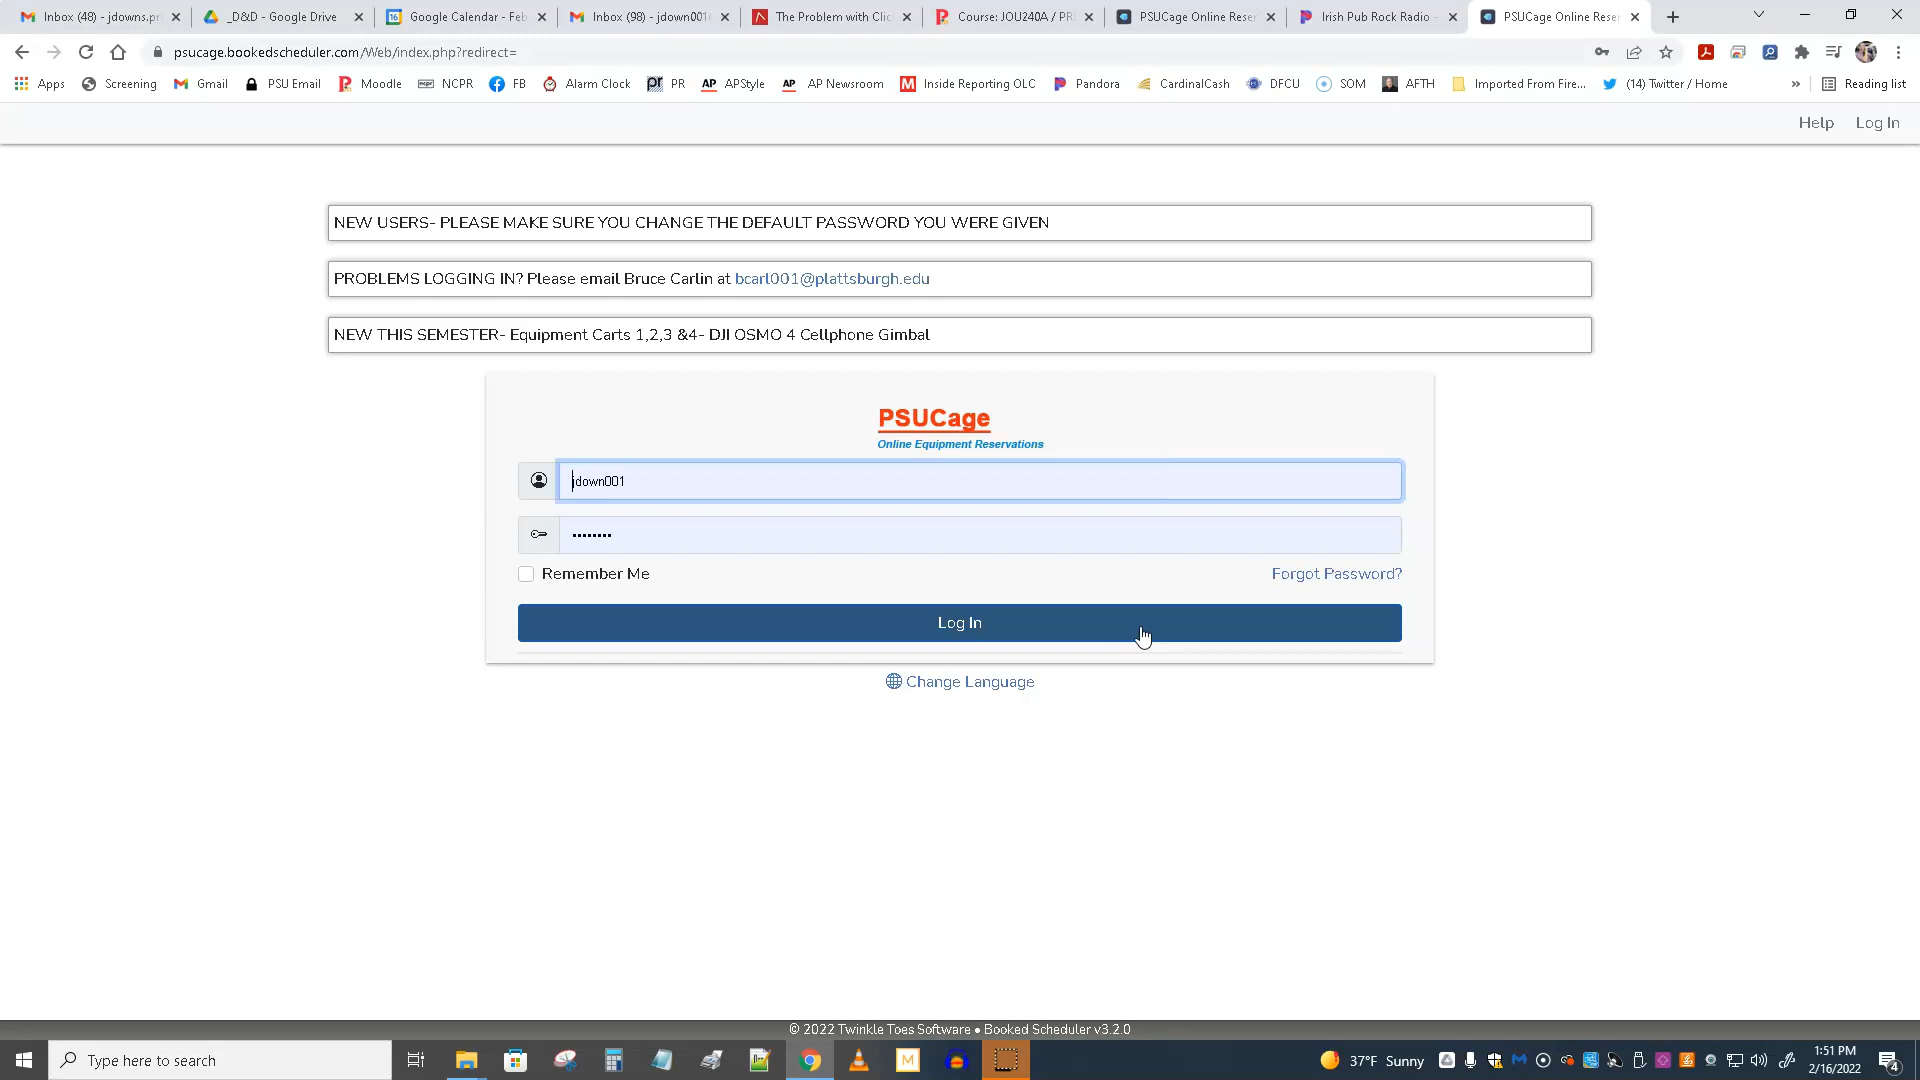 Inbox (48) - jdowns.pr
_D&D - Google Drive
Google Calendar - Feb
Inbox (98) - jdown001
The Problem with Clic
Course: JOU240A / PR
PSUCage Online Reser
Irish Pub Rock Radio -
PSUCage Online Reser
psucage.bookedscheduler.com/Web/index.php?redirect=
Apps
Screening
Gmail
PSU Email
Moodle
NCPR
FB
Alarm Clock
PR
APStyle
AP Newsroom
Inside Reporting OLC
Pandora
CardinalCash
DFCU
SOM
AFTH
Imported From Fire...
(14) Twitter / Home
»
Reading list
Help
Log In
NEW USERS- PLEASE MAKE SURE YOU CHANGE THE DEFAULT PASSWORD YOU WERE GIVEN
PROBLEMS LOGGING IN? Please email Bruce Carlin at bcarl001@plattsburgh.edu
NEW THIS SEMESTER- Equipment Carts 1,2,3 &4- DJI OSMO 4 Cellphone Gimbal
PSUCage
Online Equipment Reservations
jdown001
••••••••
Remember Me
Forgot Password?
Log In
Change Language
© 2022 Twinkle Toes Software • Booked Scheduler v3.2.0
Type here to search
37°F Sunny
1:51 PM
2/16/2022
4